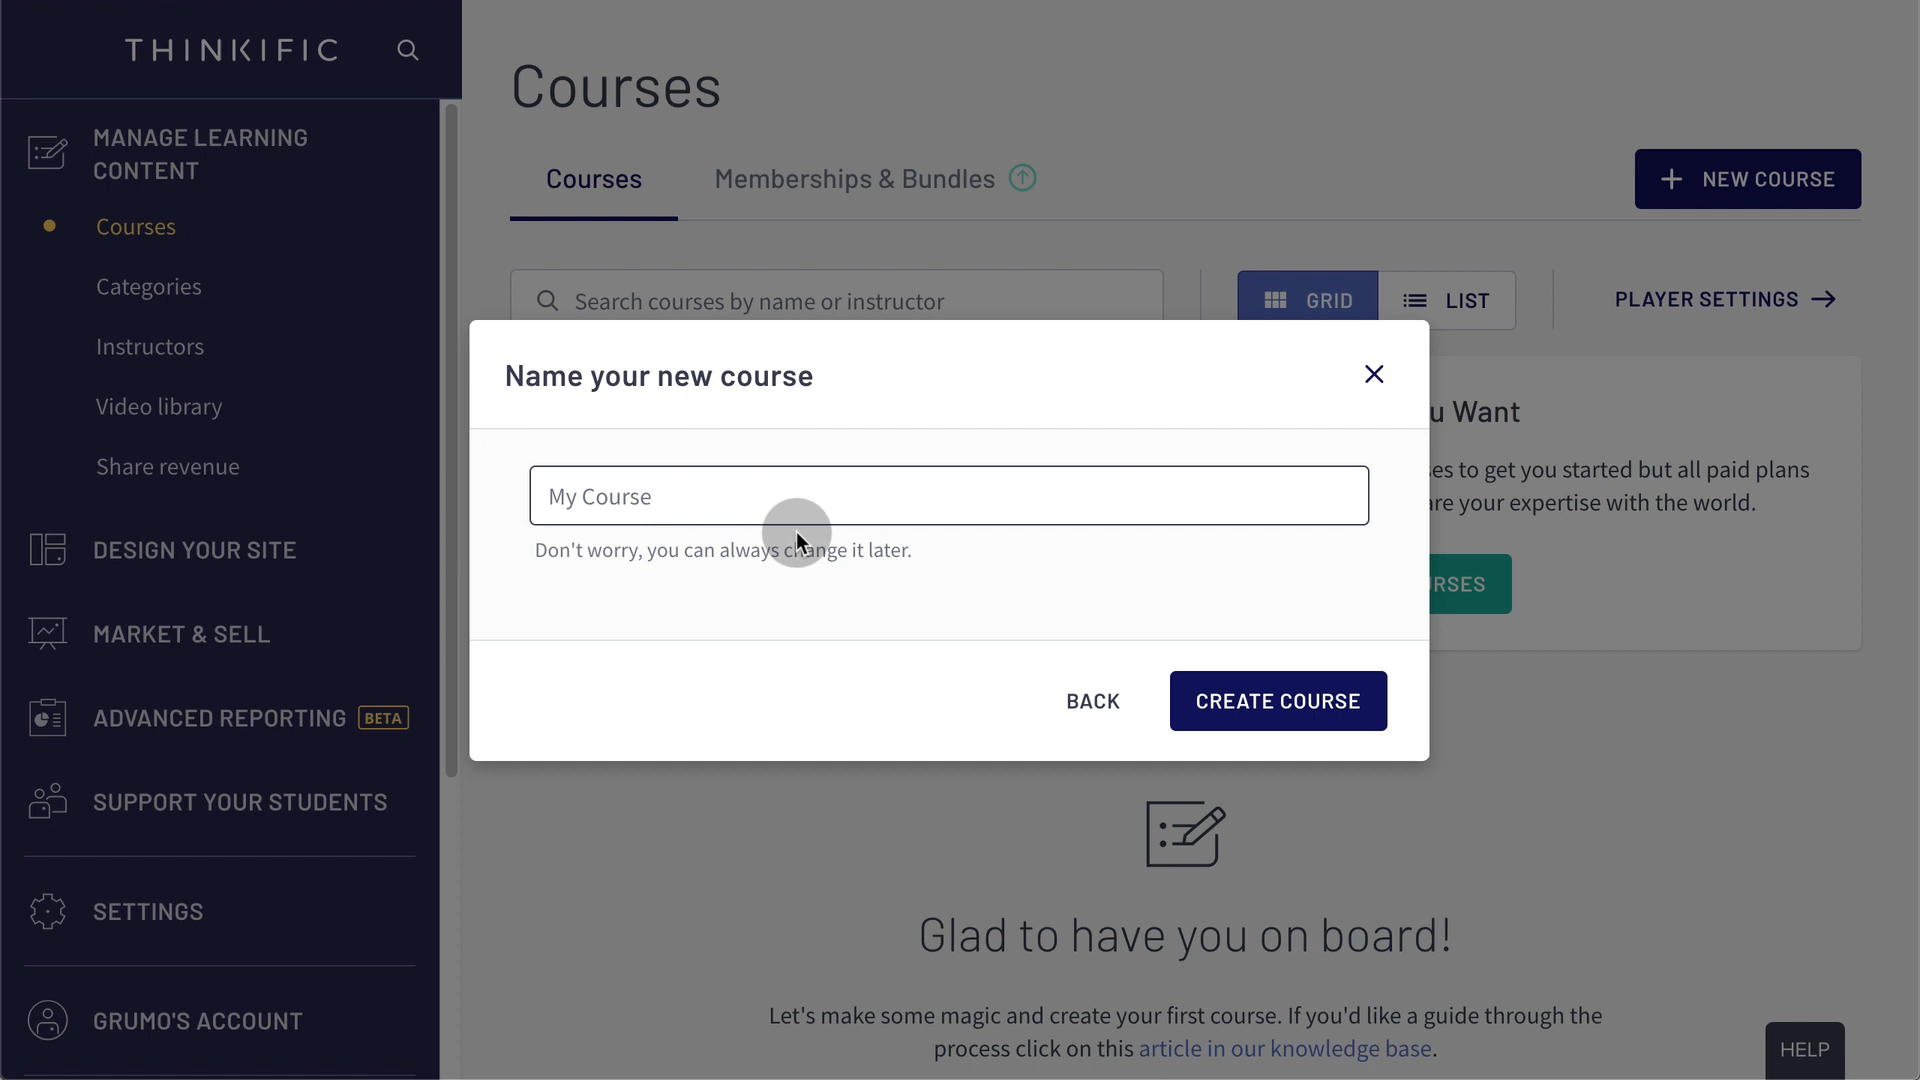 THINKIFIC
MANAGE LEARNING
CONTENT
Courses
Categories
Instructors
Video library
Share revenue
DESIGN YOUR SITE
MARKET & SELL
ADVANCED REPORTING BETA
SUPPORT YOUR STUDENTS
SETTINGS
GRUMO'S ACCOUNT
Courses
Courses Memberships & Bundles
+ NEW COURSE
Search courses by name or instructor
GRID LIST
PLAYER SETTINGS →
Want
to get you started but all paid plans
your expertise with the world.
Name your new course
My Course
Don't worry, you can always change it later.
BACK CREATE COURSE
Glad to have you on board!
Let's make some magic and create your first course. If you'd like a guide through the
process click on this article in our knowledge base.
HELP